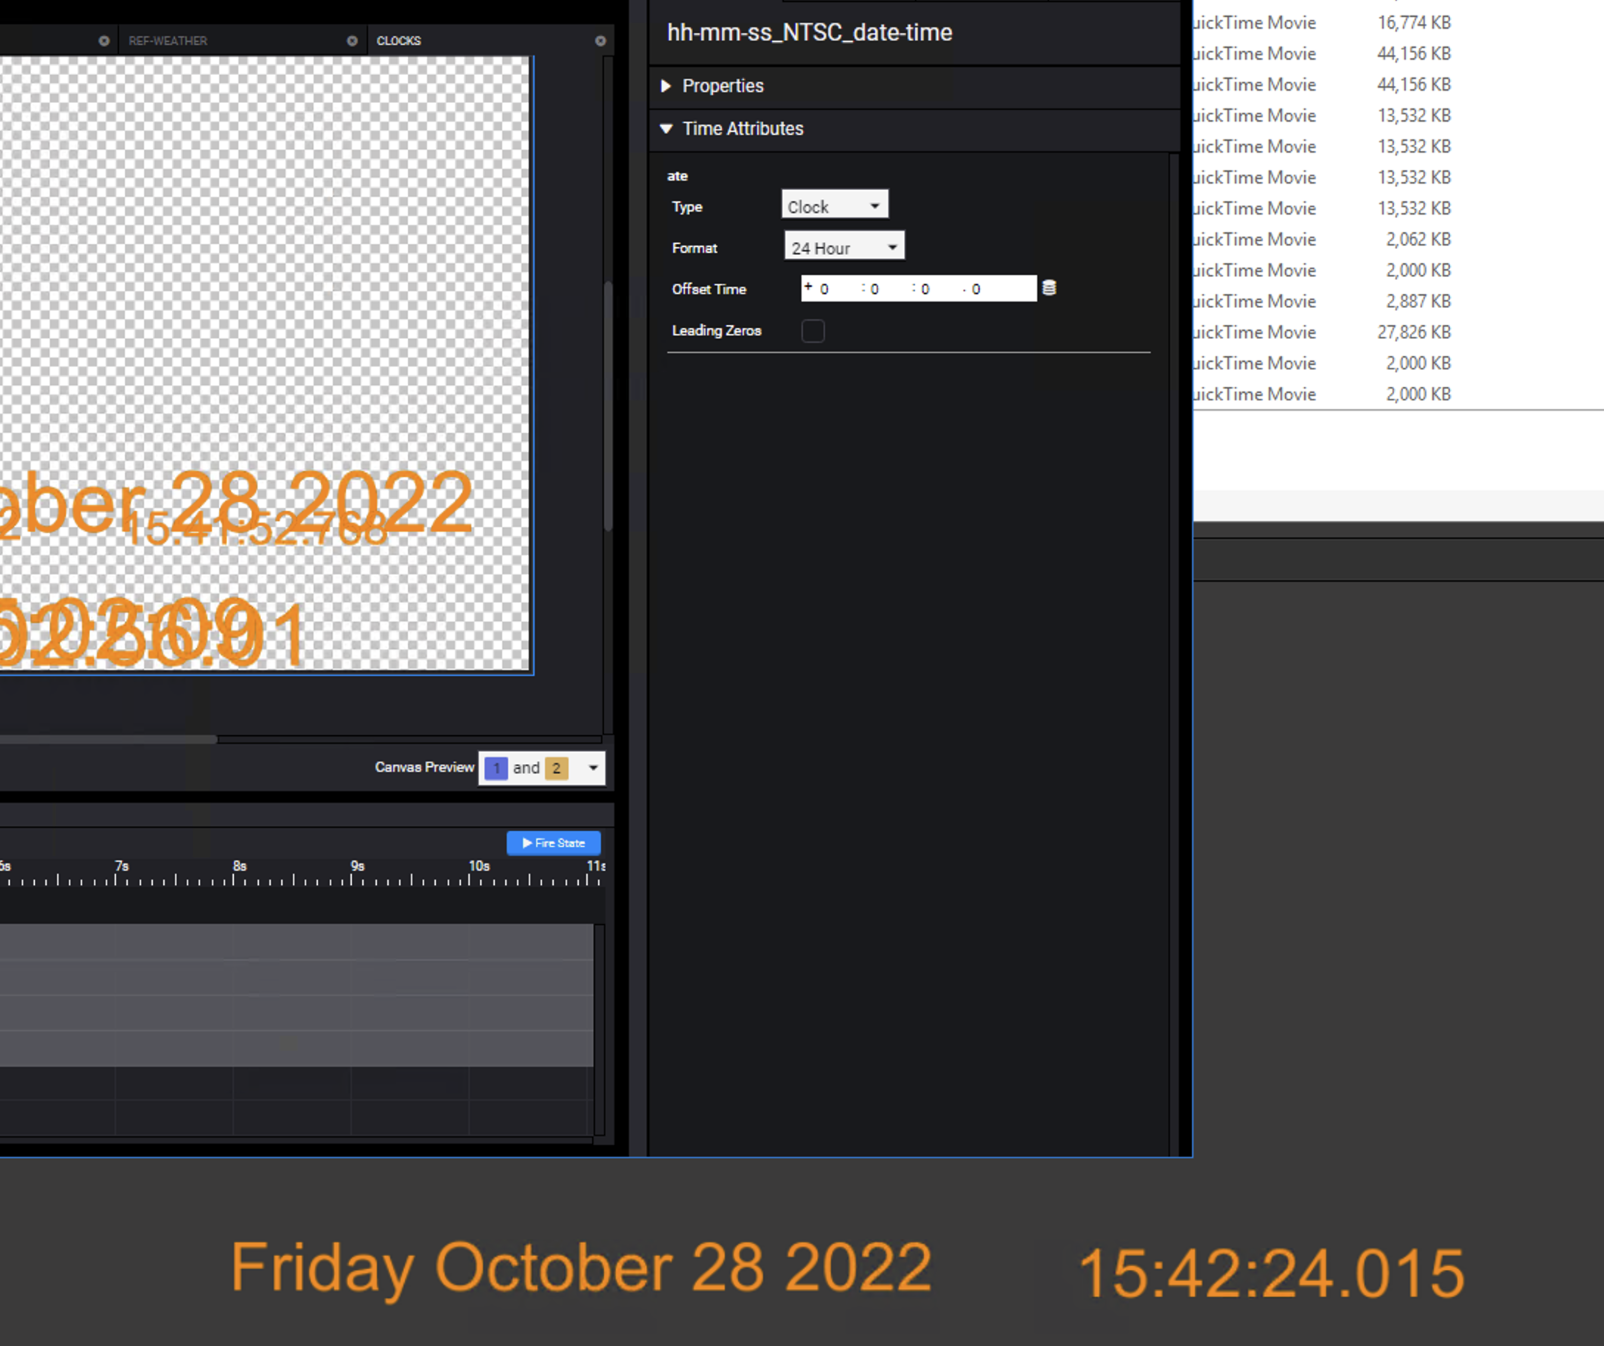 REF-WEATHER
CLOCKS
hh-mm-ss_NTSC_date-time
Properties
Time Attributes
ate
Type
Clock
Format
24 Hour
Offset Time
+ 0 : 0 : 0 . 0
Leading Zeros
uickTime Movie 16,774 KB
uickTime Movie 44,156 KB
uickTime Movie 44,156 KB
uickTime Movie 13,532 KB
uickTime Movie 13,532 KB
uickTime Movie 13,532 KB
uickTime Movie 13,532 KB
uickTime Movie 2,062 KB
uickTime Movie 2,000 KB
uickTime Movie 2,887 KB
uickTime Movie 27,826 KB
uickTime Movie 2,000 KB
uickTime Movie 2,000 KB
ober 28 2022
15:41:52.768
Canvas Preview 1 and 2
Fire State
6s 7s 8s 9s 10s 11s
Friday October 28 2022
15:42:24.015